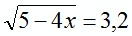 √(5−4x) = 3,2